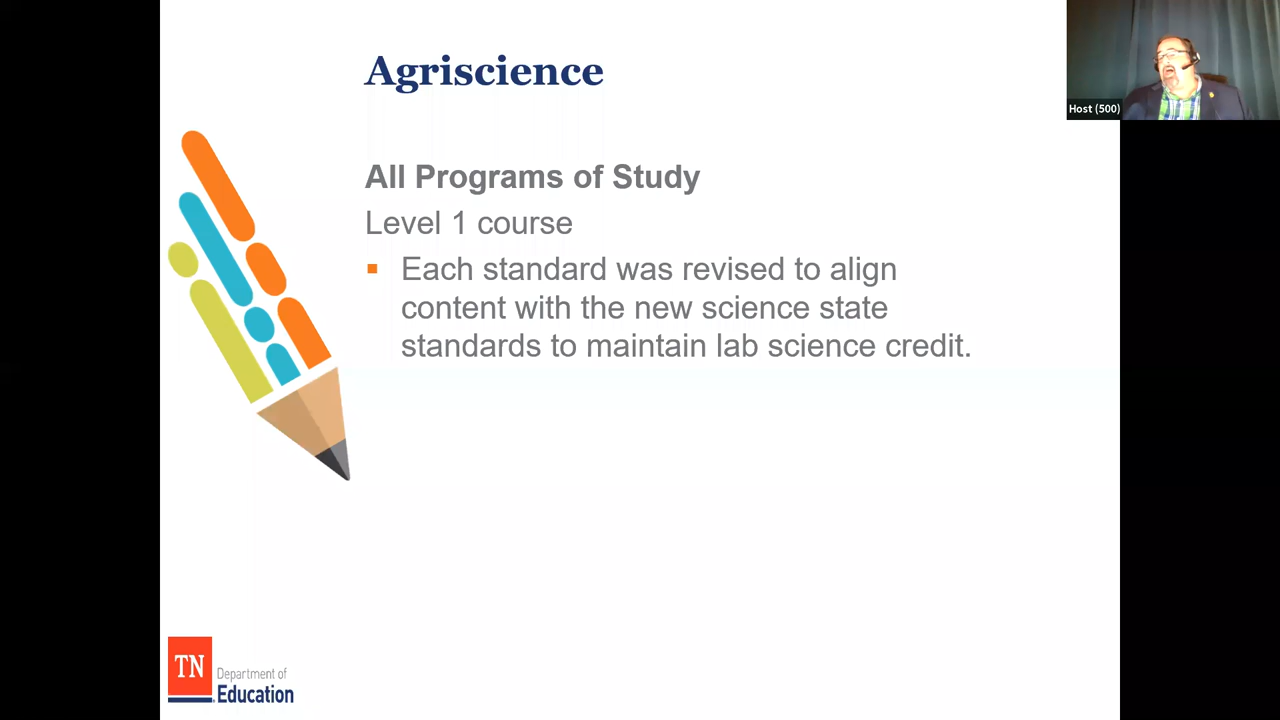 Agriscience
Host (500)
All Programs of Study
Level 1 course
Each standard was revised to align
content with the new science state
standards to maintain lab science credit.
TN
Department of
Education